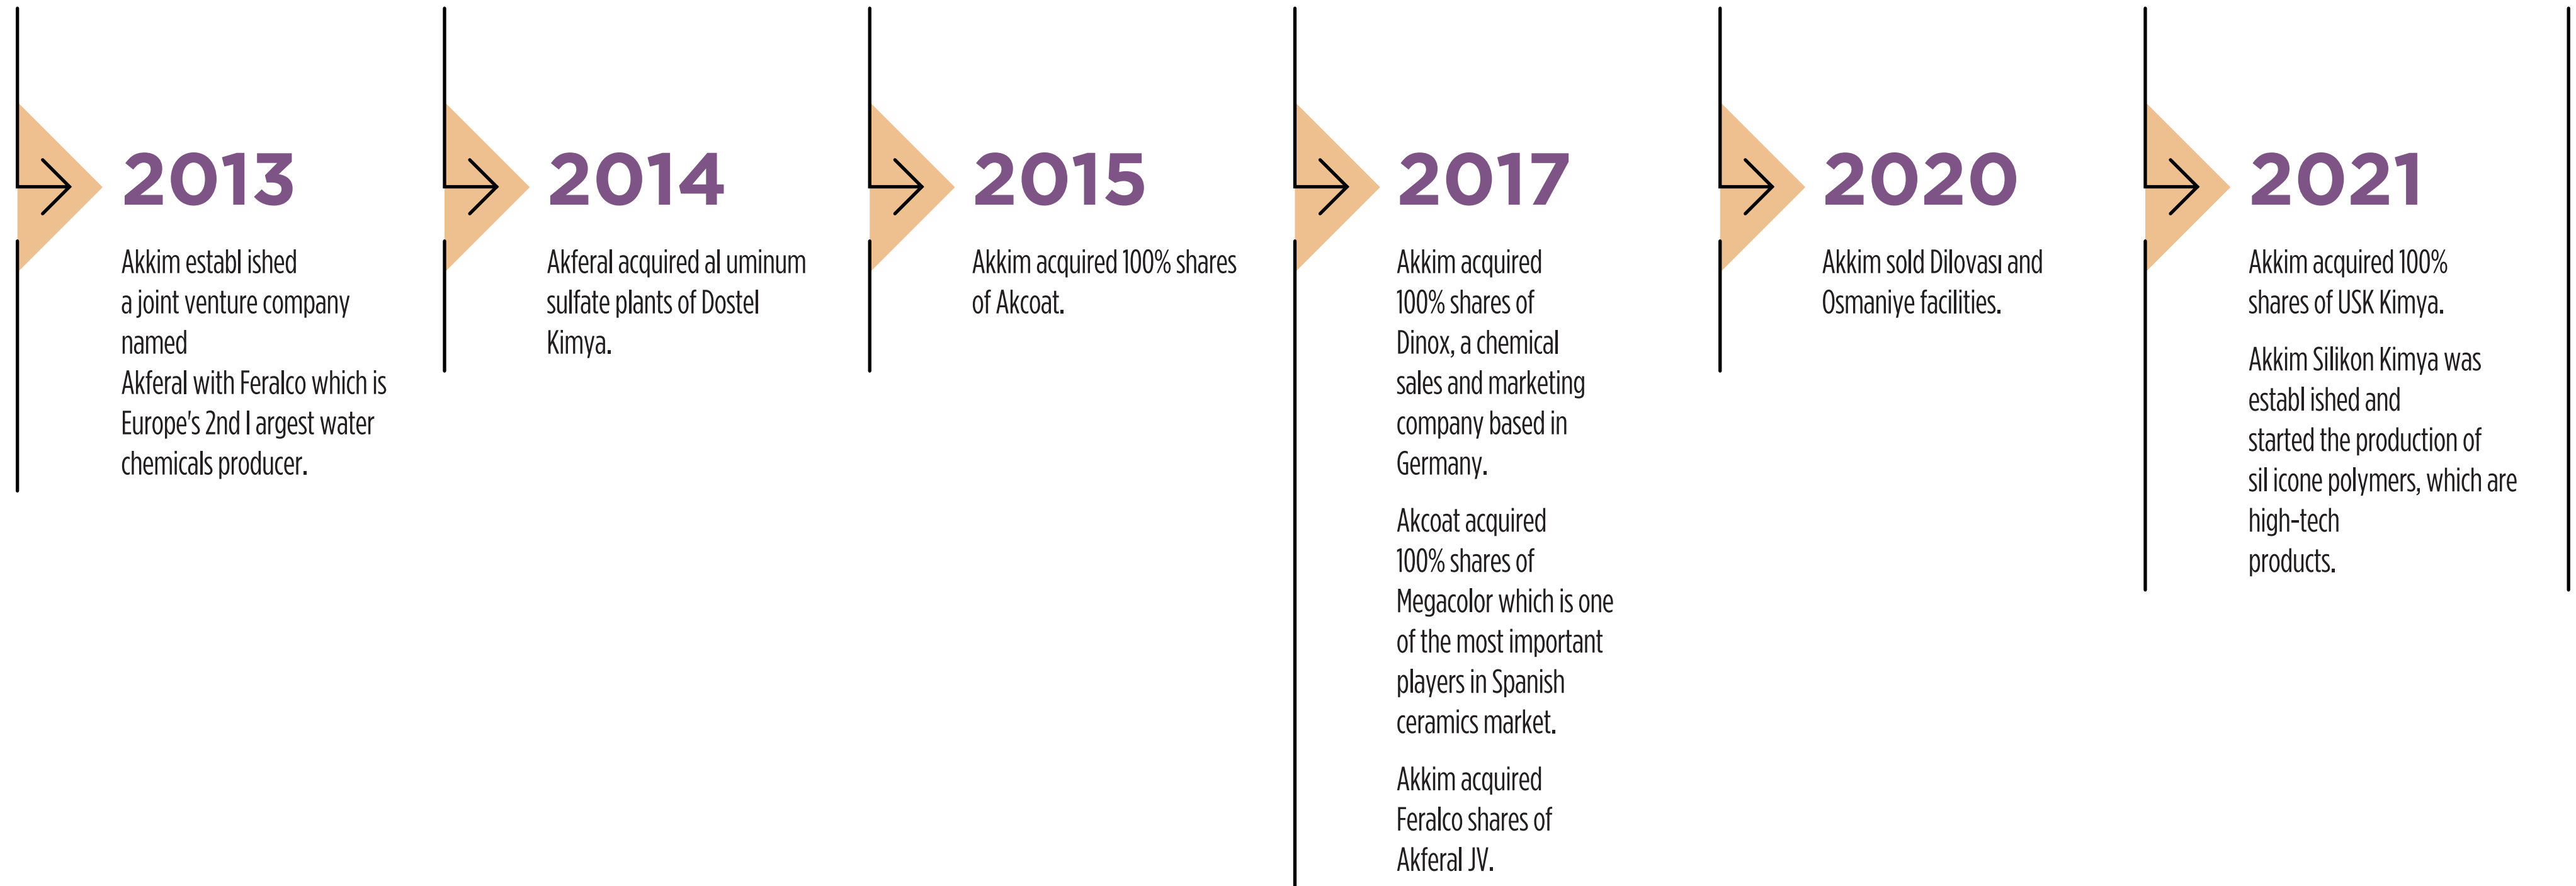 2013
Akkim establ ished
a joint venture company
named
Akferal with Feralco which is
Europe's 2nd l argest water
chemicals producer.
2014
Akferal acquired al uminum
sulfate plants of Dostel
Kimya.
2015
Akkim acquired 100% shares
of Akcoat.
2017
Akkim acquired
100% shares of
Dinox, a chemical
sales and marketing
company based in
Germany.
Akcoat acquired
100% shares of
Megacolor which is one
of the most important
players in Spanish
ceramics market.
Akkim acquired
Feralco shares of
Akferal JV.
2020
Akkim sold Dilovası and
Osmaniye facilities.
2021
Akkim acquired 100%
shares of USK Kimya.
Akkim Silikon Kimya was
establ ished and
started the production of
sil icone polymers, which are
high-tech
products.